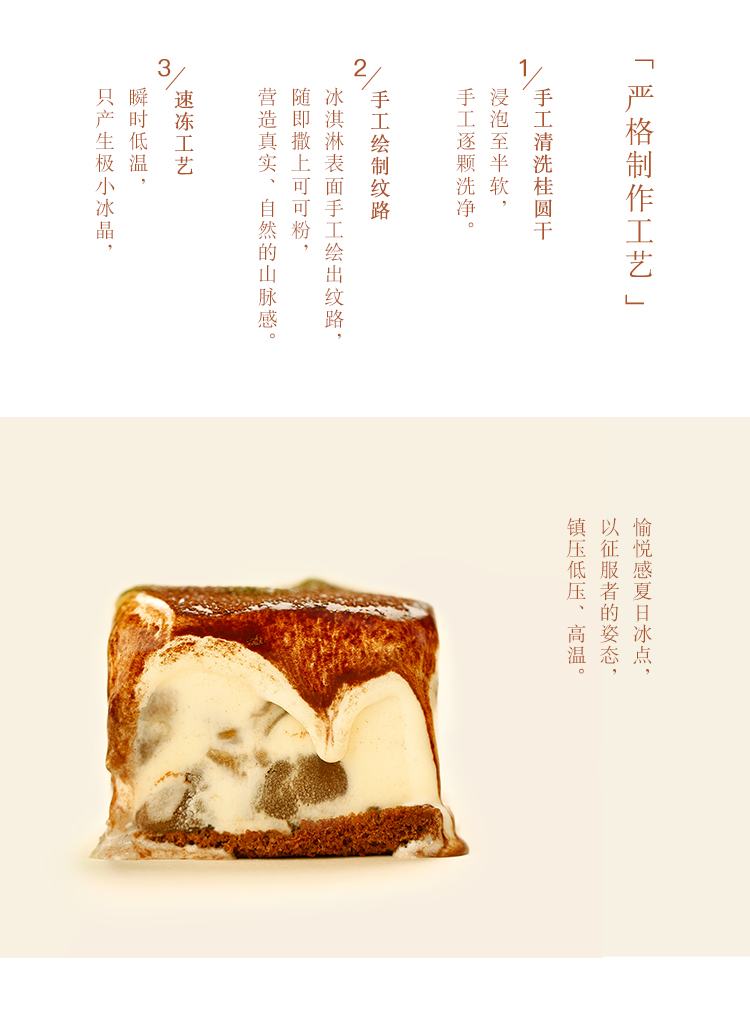 「严格制作工艺」
1
手工清洗桂圆干
浸泡至半软，
手工逐颗洗净。
2
手工绘制纹路
冰淇淋表面手工绘出纹路，
随即撒上可可粉，
营造真实、自然的山脉感。
3
速冻工艺
瞬时低温，
只产生极小冰晶，
愉悦感夏日冰点，
以征服者的姿态，
镇压低压、高温。